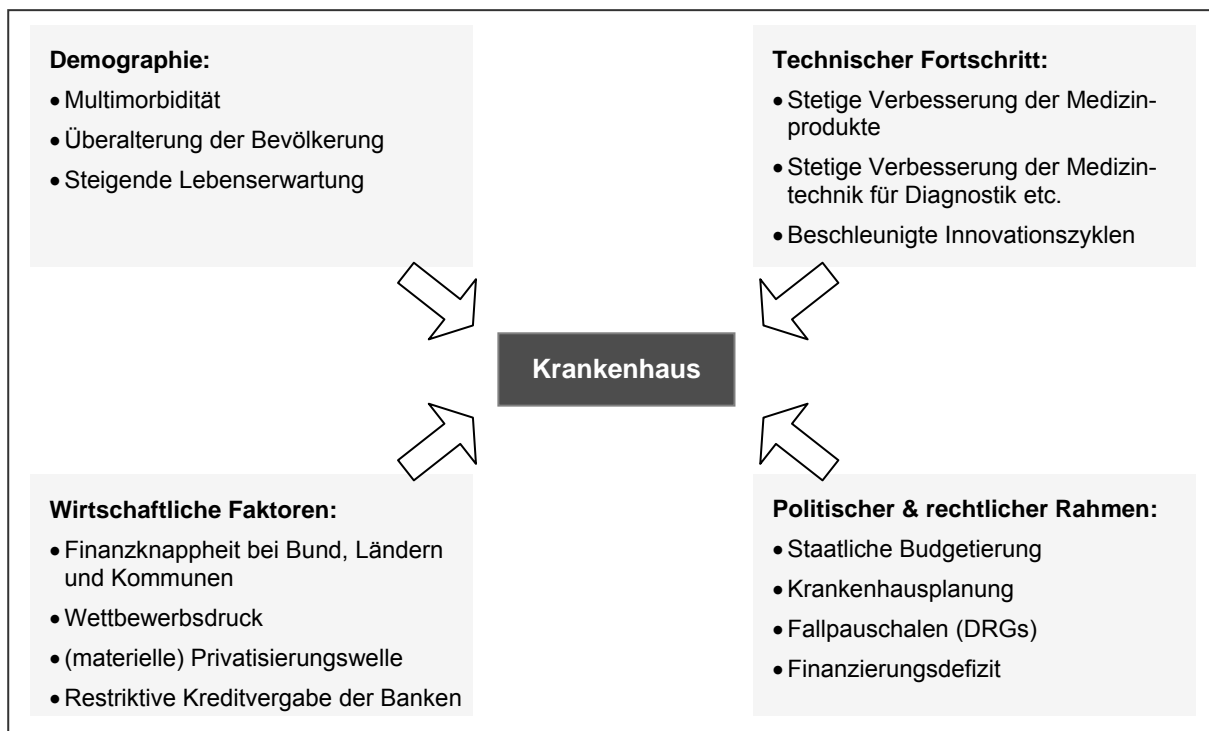 Demographie:
• Multimorbidität
• Überalterung der Bevölkerung
• Steigende Lebenserwartung
Technischer Fortschritt:
• Stetige Verbesserung der Medizin-
produkte
• Stetige Verbesserung der Medizin-
technik für Diagnostik etc.
• Beschleunigte Innovationszyklen
Krankenhaus
Wirtschaftliche Faktoren:
• Finanzknappheit bei Bund, Ländern
und Kommunen
• Wettbewerbsdruck
• (materielle) Privatisierungswelle
• Restriktive Kreditvergabe der Banken
Politischer & rechtlicher Rahmen:
• Staatliche Budgetierung
• Krankenhausplanung
• Fallpauschalen (DRGs)
• Finanzierungsdefizit